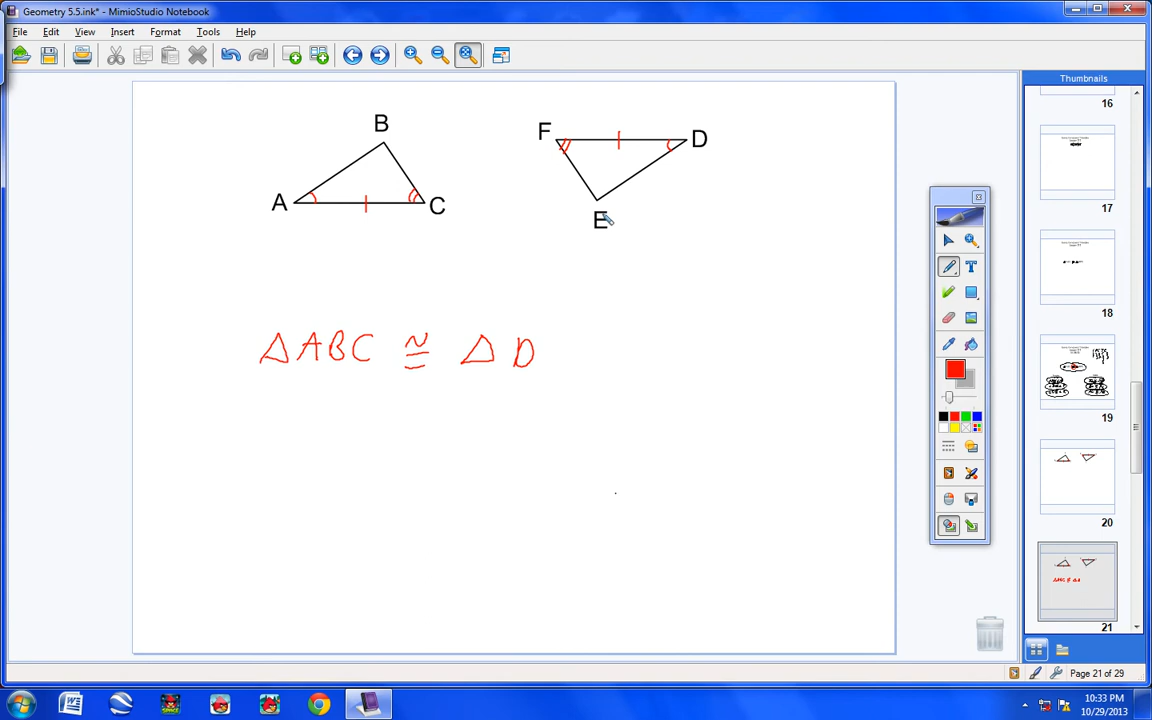 Geometry 5.5.ink* - MimioStudio Notebook
File Edit View Insert Format Tools Help
Thumbnails
16
17
18
19
20
21
B
F
D
A
C
E
△ABC ≅ △D
T
Page 21 of 29
10:33 PM
10/29/2013